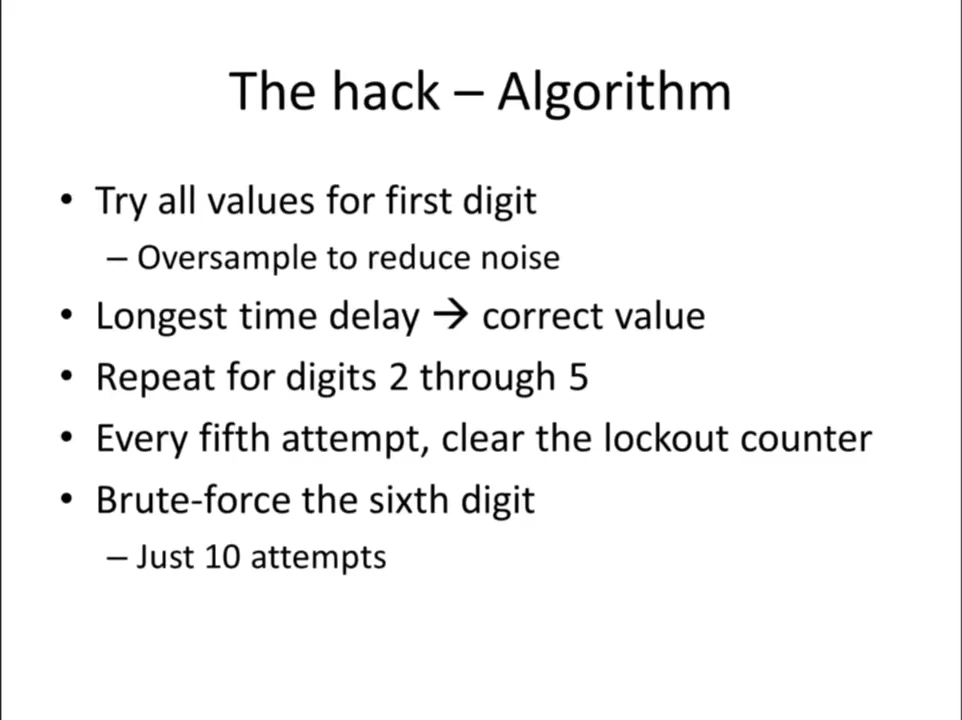 The hack – Algorithm
• Try all values for first digit
– Oversample to reduce noise
• Longest time delay → correct value
• Repeat for digits 2 through 5
• Every fifth attempt, clear the lockout counter
• Brute-force the sixth digit
– Just 10 attempts